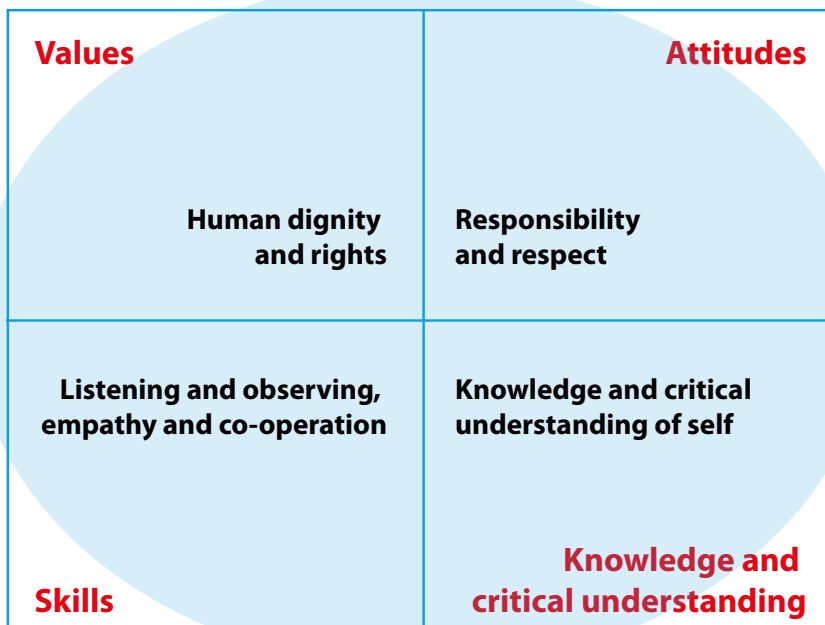 Values
Attitudes
Human dignity
and rights
Responsibility
and respect
Listening and observing,
empathy and co-operation
Knowledge and critical
understanding of self
Skills
Knowledge and
critical understanding